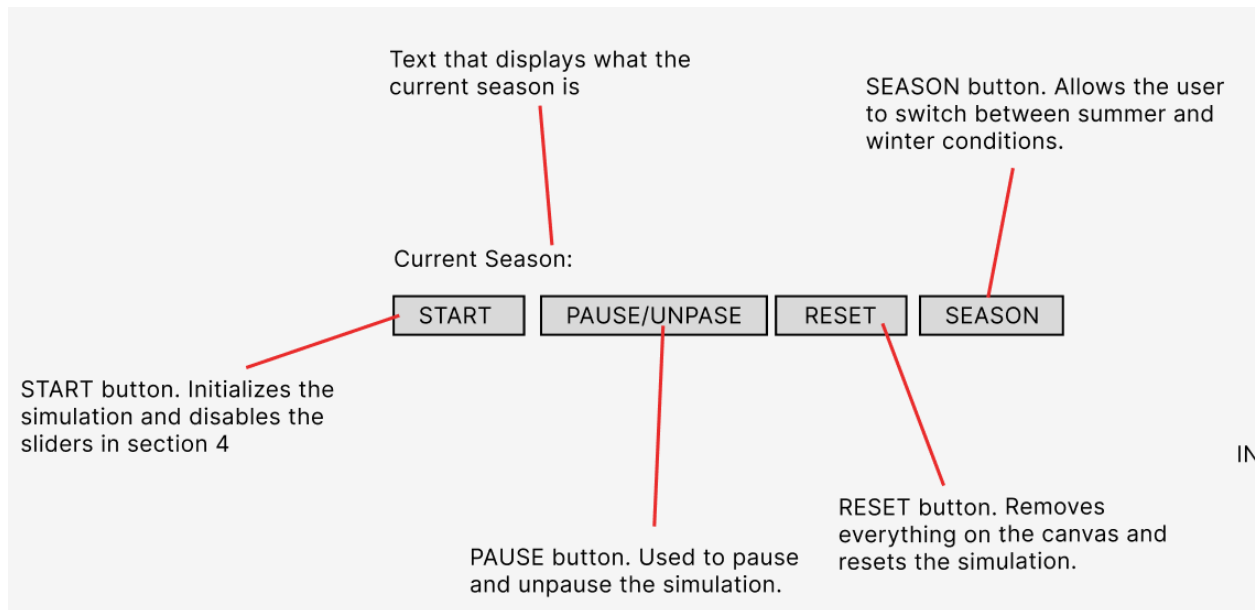 Text that displays what the
current season is
SEASON button. Allows the user
to switch between summer and
winter conditions.
Current Season:
START
PAUSE/UNPASE
RESET
SEASON
START button. Initializes the
simulation and disables the
sliders in section 4
IN
RESET button. Removes
everything on the canvas and
resets the simulation.
PAUSE button. Used to pause
and unpause the simulation.